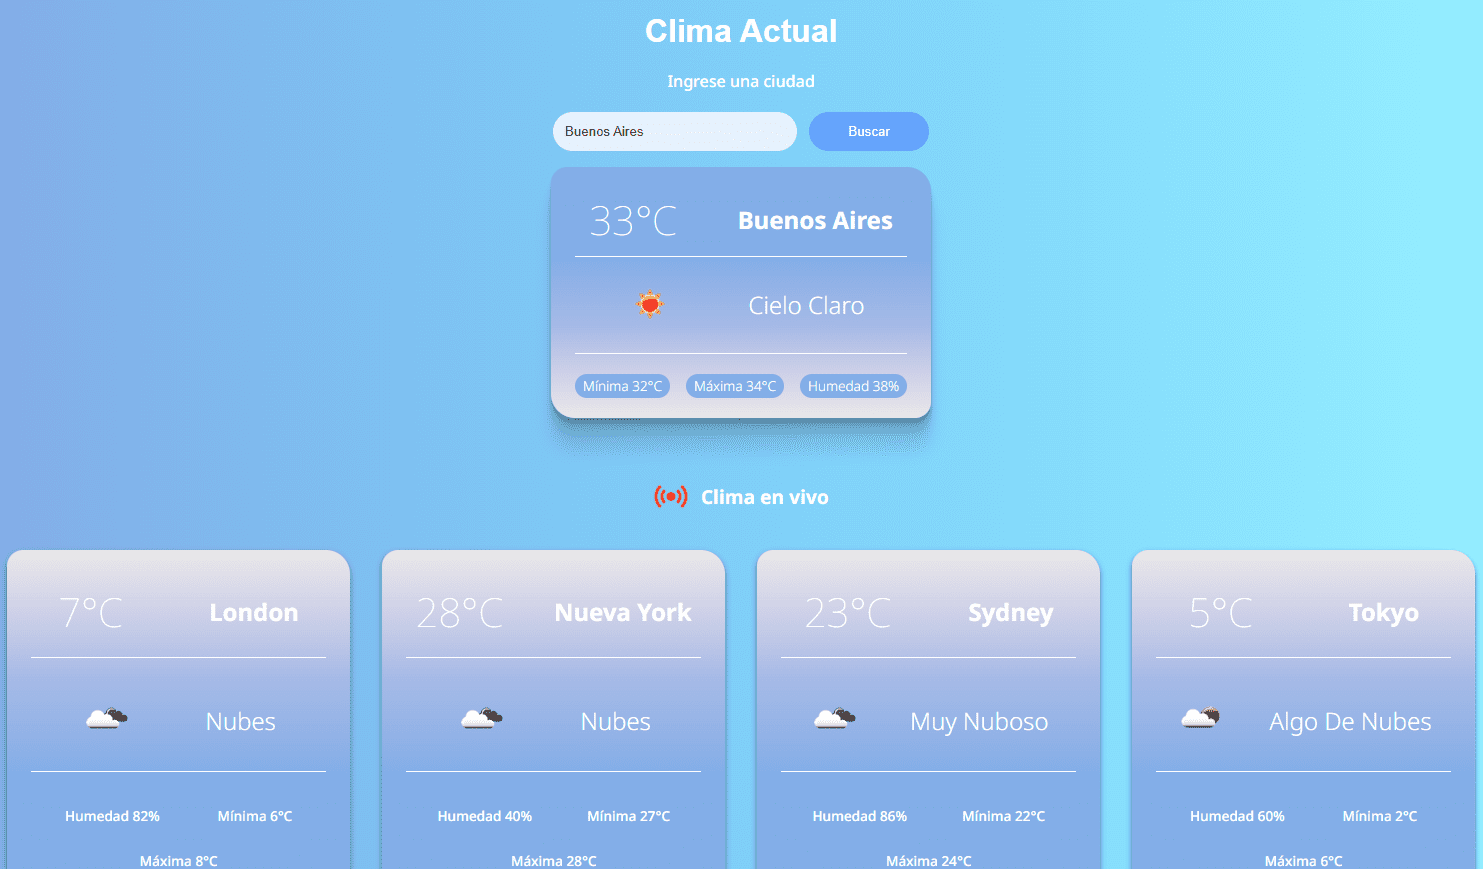 Clima Actual
Ingrese una ciudad
Buenos Aires
Buscar
33°C
Buenos Aires
Cielo Claro
Mínima 32°C
Máxima 34°C
Humedad 38%
Clima en vivo
7°C
London
Nubes
Humedad 82%
Mínima 6°C
Máxima 8°C
28°C
Nueva York
Nubes
Humedad 40%
Mínima 27°C
Máxima 28°C
23°C
Sydney
Muy Nuboso
Humedad 86%
Mínima 22°C
Máxima 24°C
5°C
Tokyo
Algo De Nubes
Humedad 60%
Mínima 2°C
Máxima 6°C